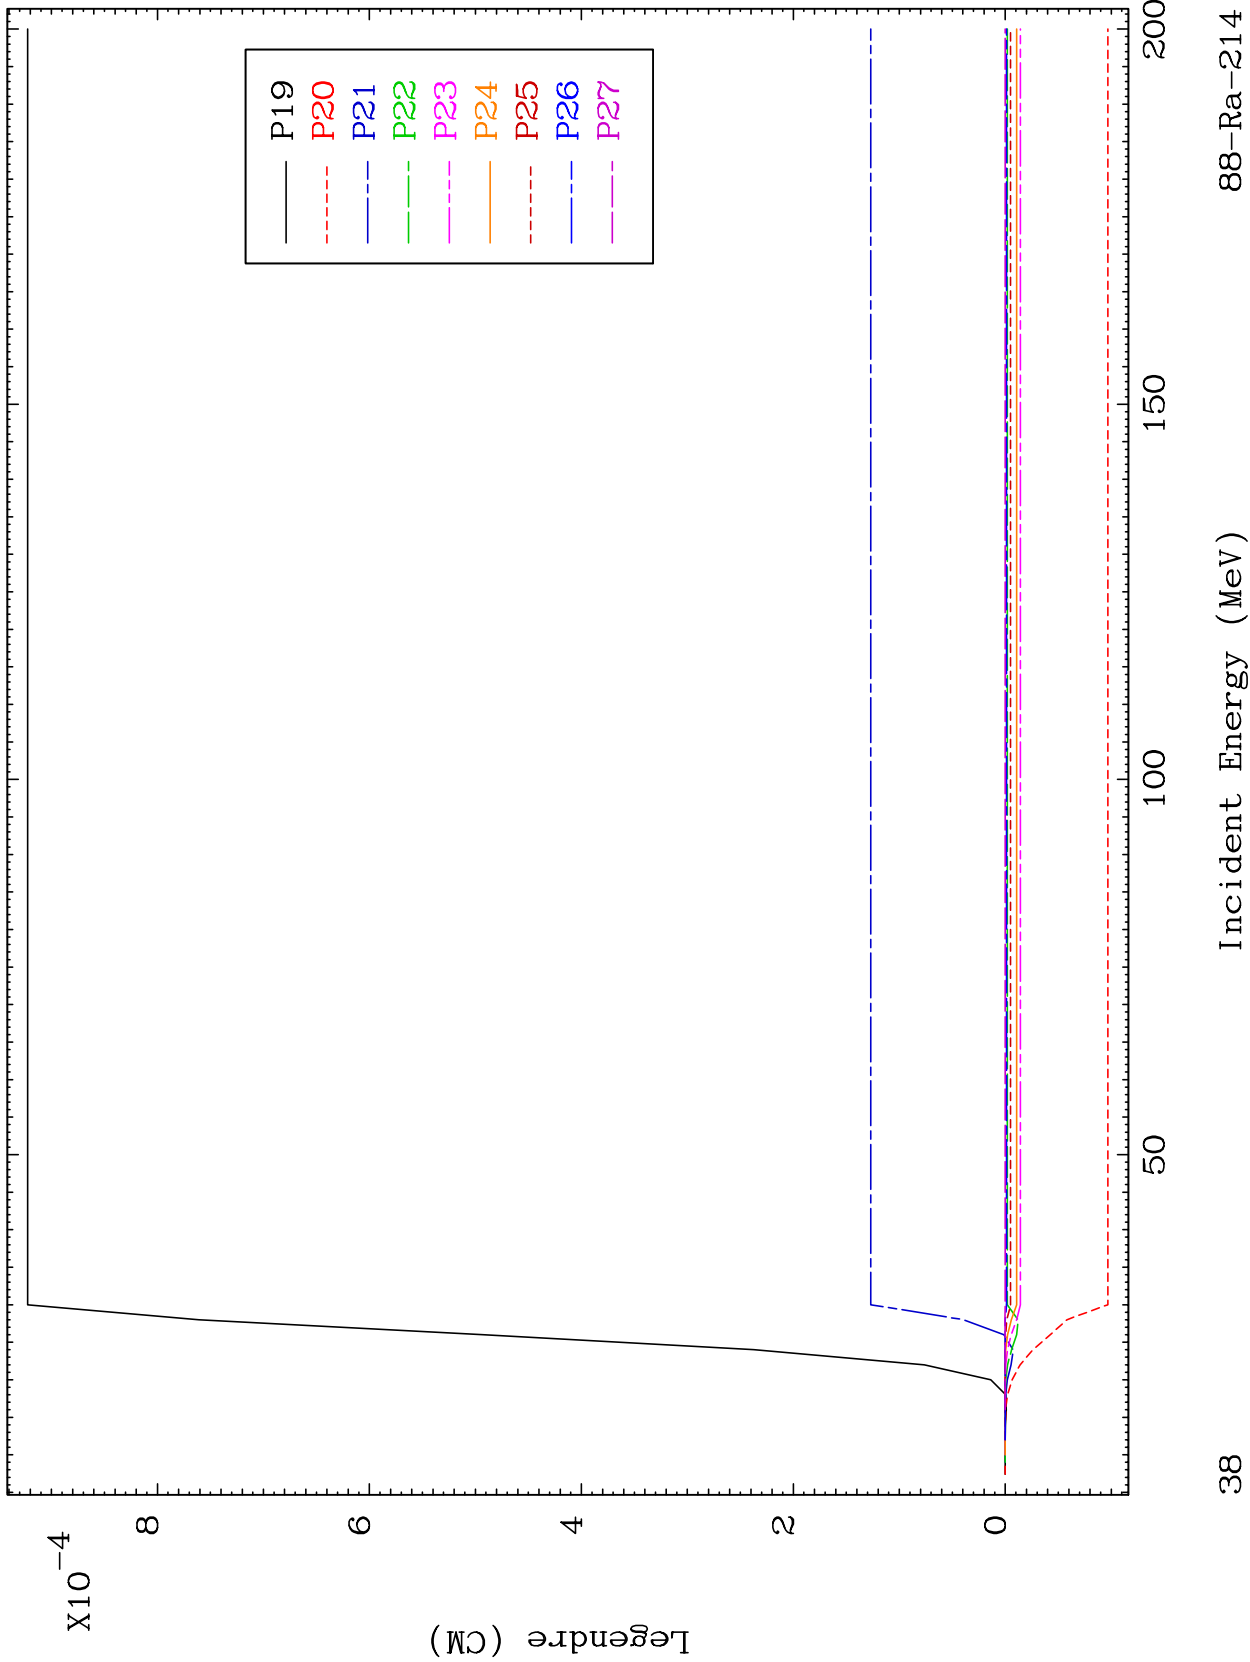 X10-4
8
6
4
2
0
Legendre (CM)
P19
P20
P21
P22
P23
P24
P25
P26
P27
50
100
150
200
Incident Energy (MeV)
38
88-Ra-214